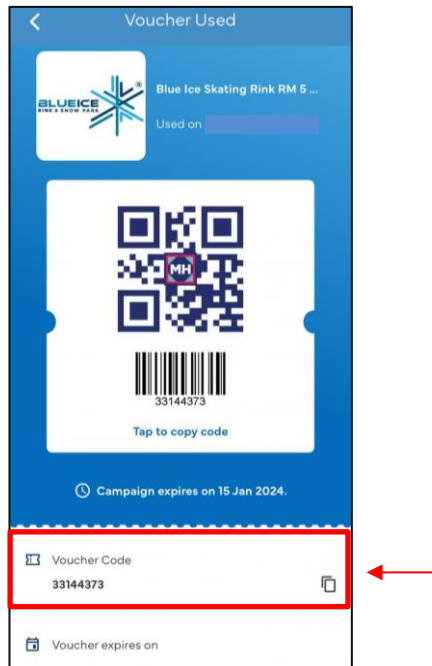 Voucher Used
BLUEICE
RINK & SNOW PARK
Blue Ice Skating Rink RM 5 ...
Used on
MH
33144373
Tap to copy code
Campaign expires on 15 Jan 2024.
Voucher Code
33144373
Voucher expires on